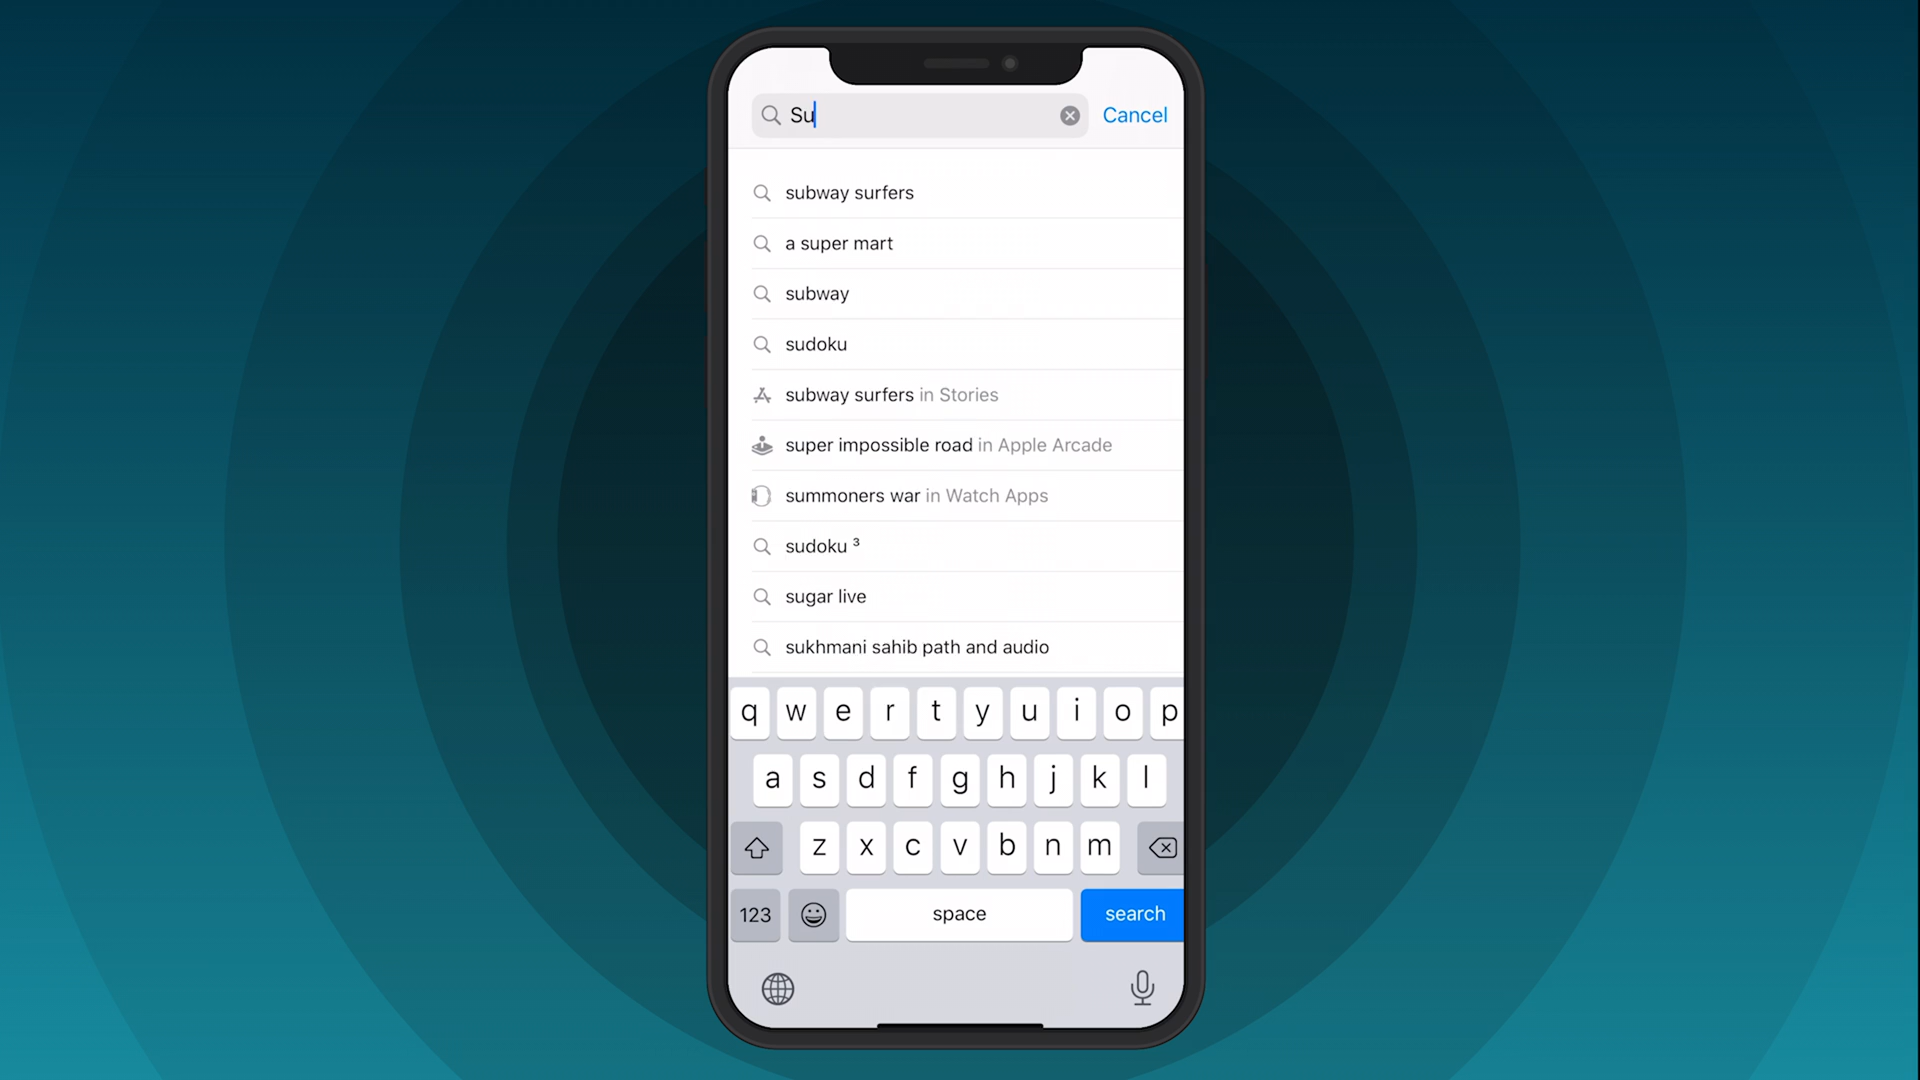 Su
Cancel
subway surfers
a super mart
subway
sudoku
subway surfers in Stories
super impossible road in Apple Arcade
summoners war in Watch Apps
sudoku ³
sugar live
sukhmani sahib path and audio
q w e r t y u i o p
a s d f g h j k l
z x c v b n m
123 space search